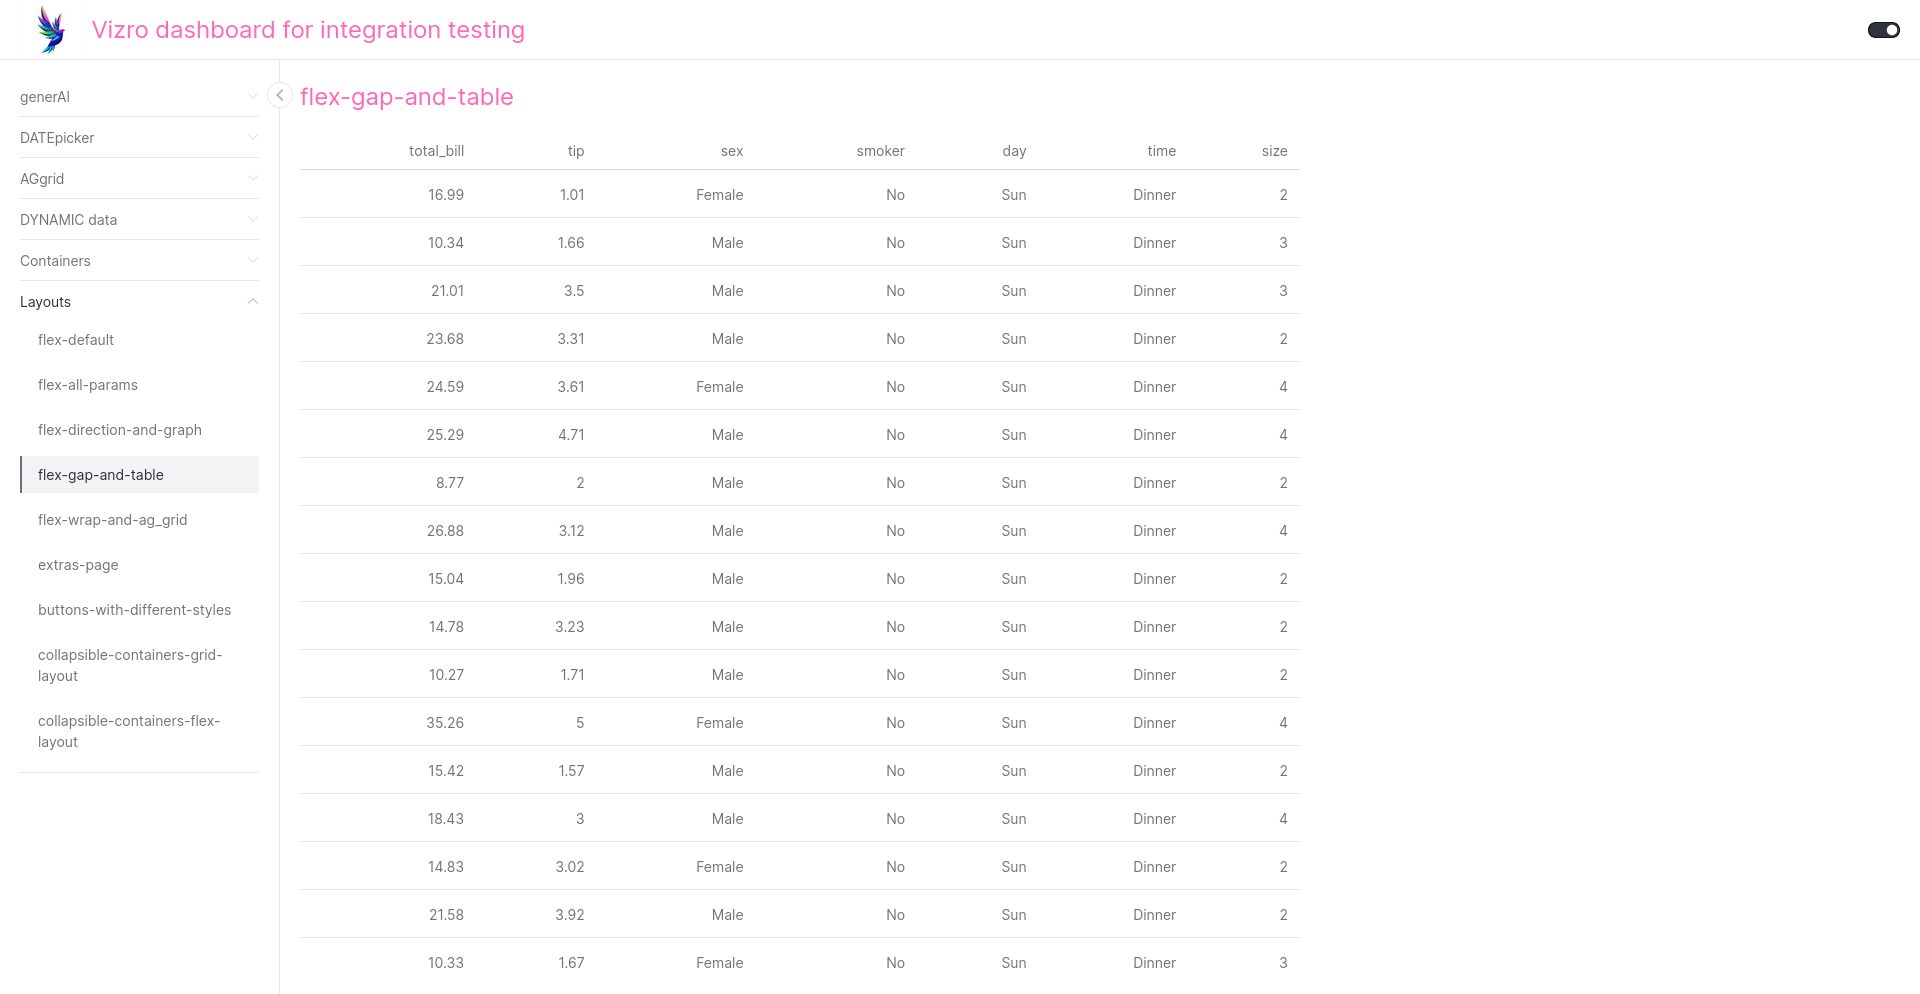 Vizro dashboard for integration testing
generAI
DATEpicker
AGgrid
DYNAMIC data
Containers
Layouts
flex-default
flex-all-params
flex-direction-and-graph
flex-gap-and-table
flex-wrap-and-ag_grid
extras-page
buttons-with-different-styles
collapsible-containers-grid-
layout
collapsible-containers-flex-
layout
flex-gap-and-table
total_bill tip sex smoker day time size
16.99 1.01 Female No Sun Dinner 2
10.34 1.66 Male No Sun Dinner 3
21.01 3.5 Male No Sun Dinner 3
23.68 3.31 Male No Sun Dinner 2
24.59 3.61 Female No Sun Dinner 4
25.29 4.71 Male No Sun Dinner 4
8.77 2 Male No Sun Dinner 2
26.88 3.12 Male No Sun Dinner 4
15.04 1.96 Male No Sun Dinner 2
14.78 3.23 Male No Sun Dinner 2
10.27 1.71 Male No Sun Dinner 2
35.26 5 Female No Sun Dinner 4
15.42 1.57 Male No Sun Dinner 2
18.43 3 Male No Sun Dinner 4
14.83 3.02 Female No Sun Dinner 2
21.58 3.92 Male No Sun Dinner 2
10.33 1.67 Female No Sun Dinner 3